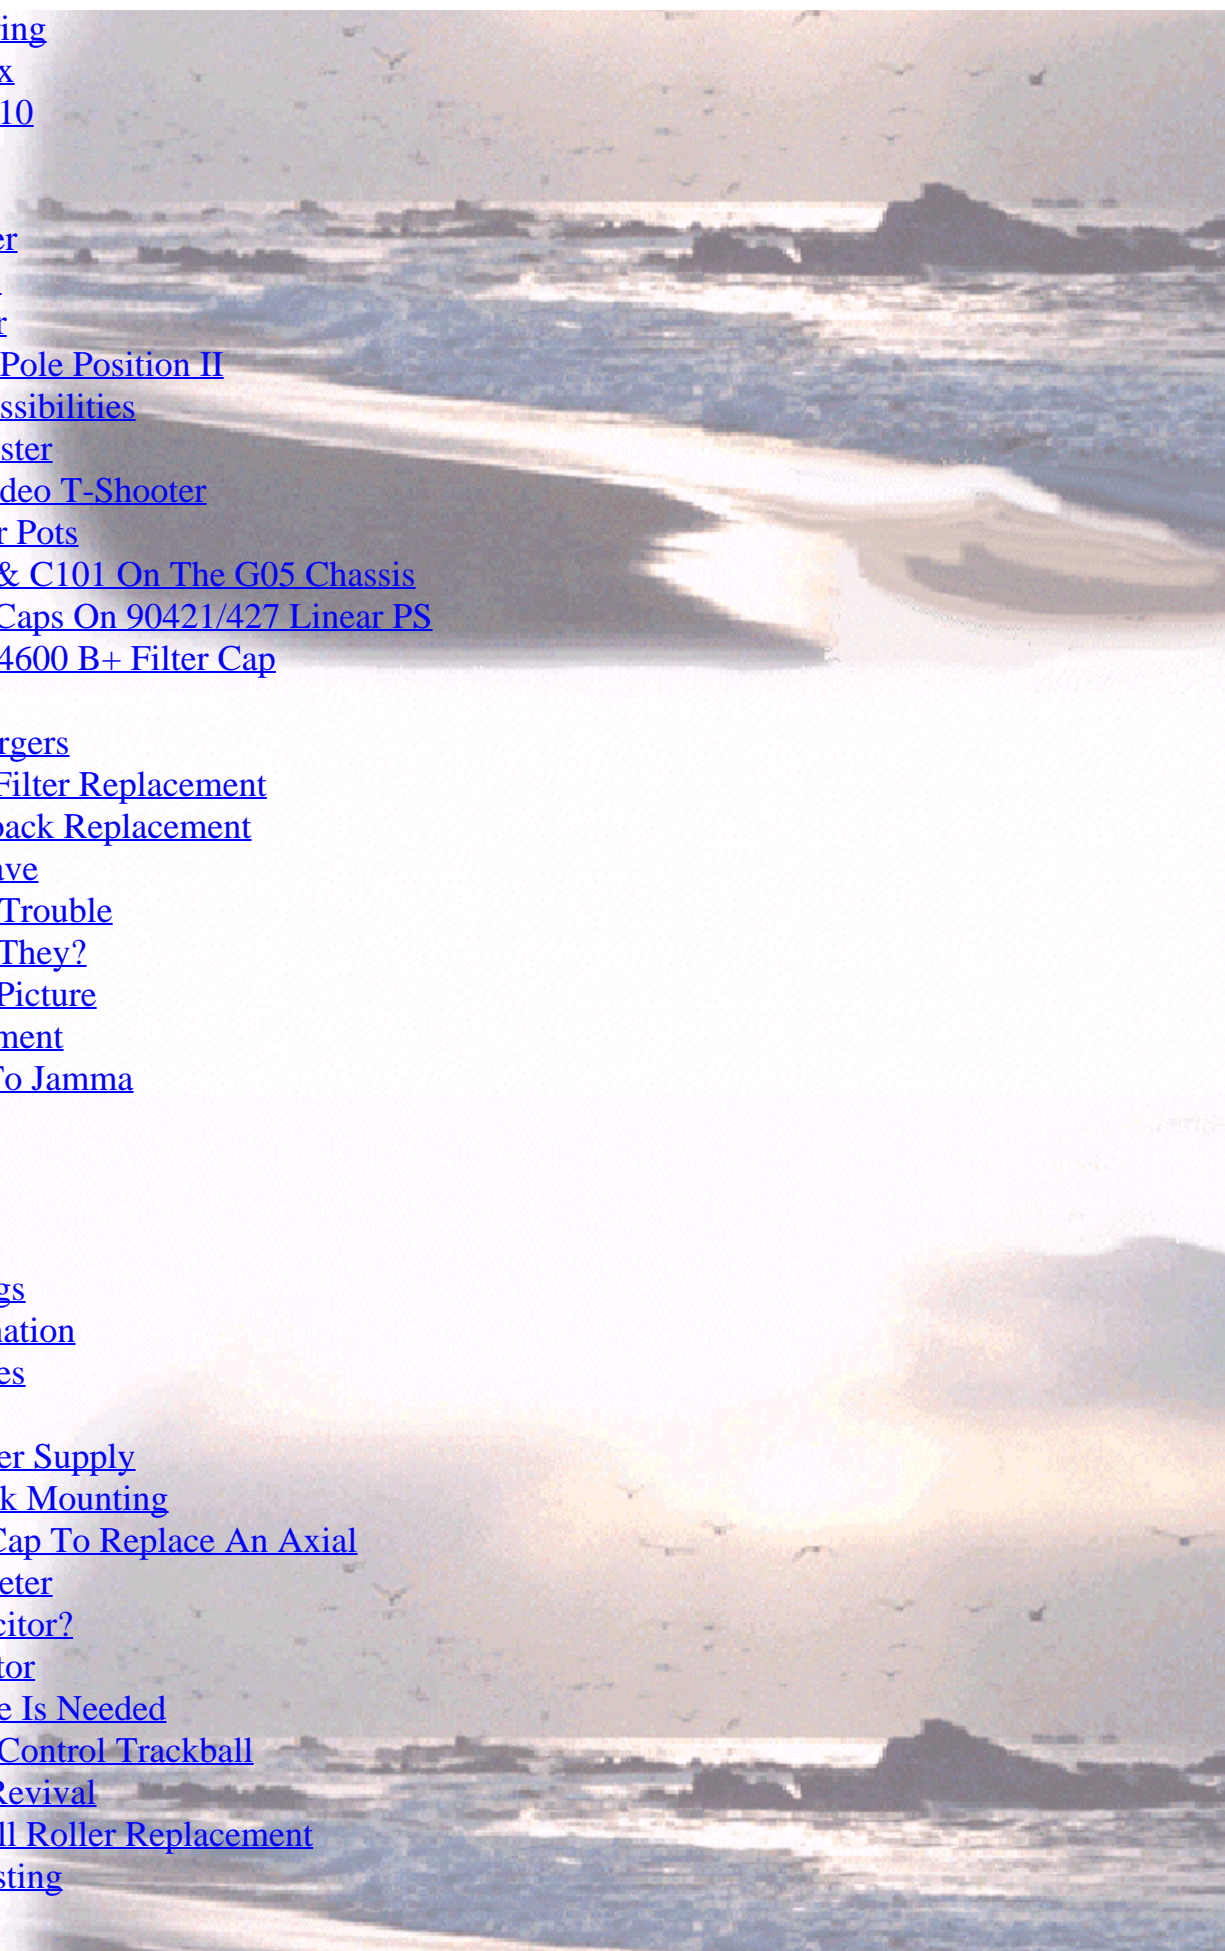 ing
x
10
er
r
Pole Position II
ssibilities
ster
deo T-Shooter
r Pots
& C101 On The G05 Chassis
Caps On 90421/427 Linear PS
4600 B+ Filter Cap
rgers
Filter Replacement
back Replacement
ave
Trouble
They?
Picture
ment
To Jamma
gs
nation
es
er Supply
k Mounting
Cap To Replace An Axial
eter
citor?
tor
e Is Needed
Control Trackball
Revival
ll Roller Replacement
sting